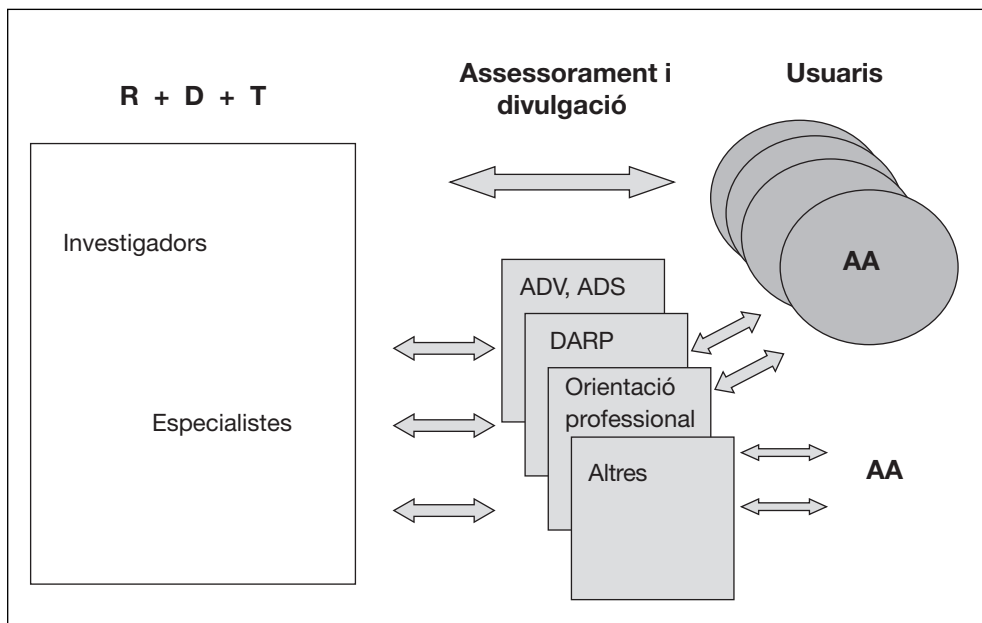 R + D + T
Assessorament i
divulgació
Usuaris
Investigadors
Especialistes
ADV, ADS
DARP
Orientació
professional
Altres
AA
AA